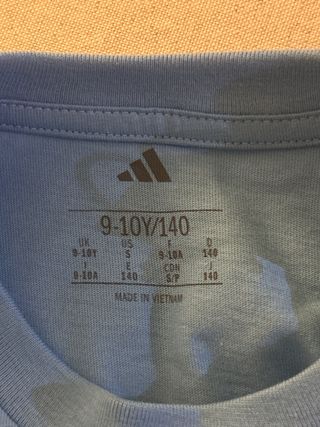 9-10Y/140
UK US F D
9-10Y S 9-10A 140
I E CDN J
9-10A 140 S/P 140
MADE IN VIETNAM